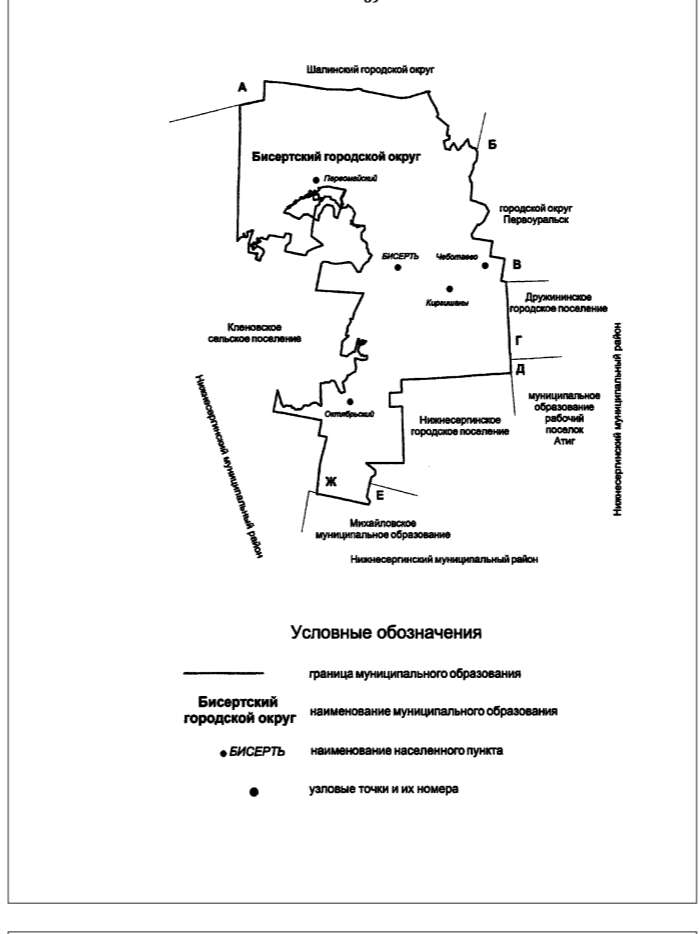 Шалинский городской округ
А
Б
Бисертский городской округ
Первомайский
городской округ
Первоуральск
БИСЕРТЬ
Чеботаево
В
Киргишаны
Дружининское
городское поселение
Кленовское
сельское поселение
Г
Д
Нижнесергинский муниципальный район
Октябрьский
Нижнесергинское
городское поселение
муниципальное
образование
рабочий
поселок
Атиг
Нижнесергинский муниципальный район
Ж
Е
Михайловское
муниципальное образование
Нижнесергинский муниципальный район
Условные обозначения
граница муниципального образования
Бисертский
городской округ
наименование муниципального образования
БИСЕРТЬ
наименование населенного пункта
узловые точки и их номера